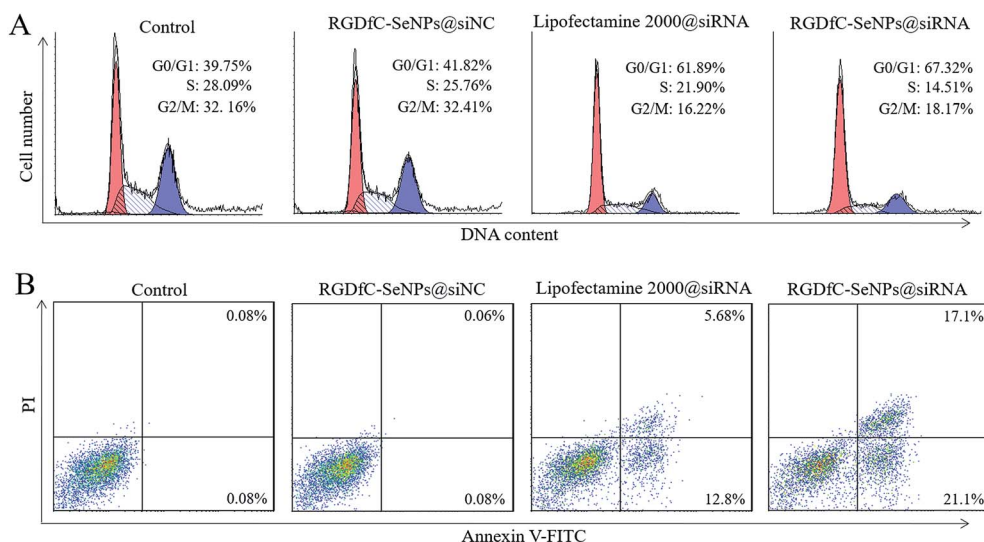 A
Control
RGDfC-SeNPs@siNC
Lipofectamine 2000@siRNA
RGDfC-SeNPs@siRNA
G0/G1: 39.75%
S: 28.09%
G2/M: 32. 16%
G0/G1: 41.82%
S: 25.76%
G2/M: 32.41%
G0/G1: 61.89%
S: 21.90%
G2/M: 16.22%
G0/G1: 67.32%
S: 14.51%
G2/M: 18.17%
Cell number
DNA content
B
Control
RGDfC-SeNPs@siNC
Lipofectamine 2000@siRNA
RGDfC-SeNPs@siRNA
0.08%
0.06%
5.68%
17.1%
PI
0.08%
0.08%
12.8%
21.1%
Annexin V-FITC